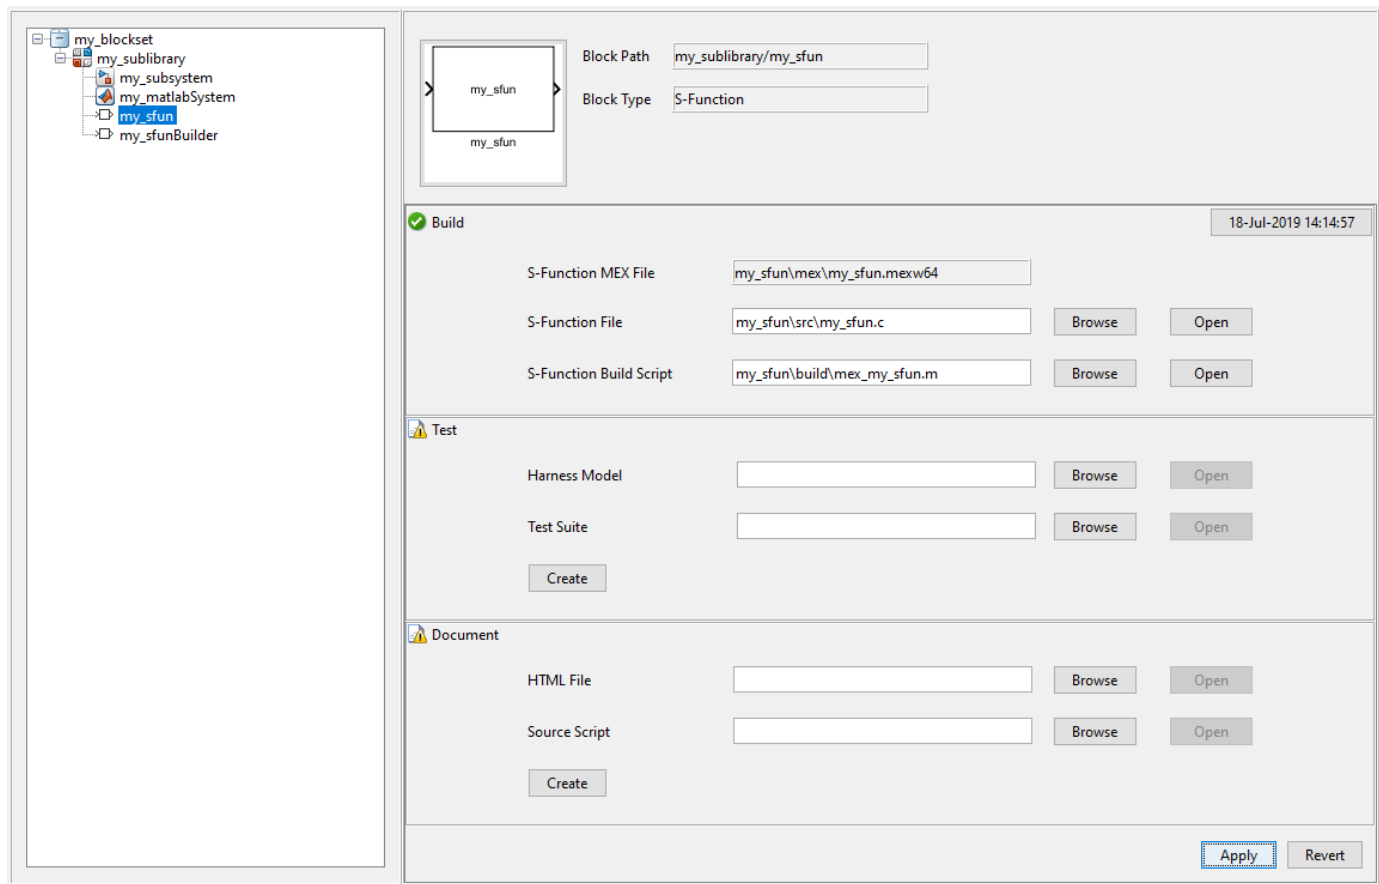 my_blockset
my_sublibrary
my_subsystem
my_matlabSystem
my_sfun
my_sfunBuilder
my_sfun
my_sfun
Block Path my_sublibrary/my_sfun
Block Type S-Function
Build 18-Jul-2019 14:14:57
S-Function MEX File my_sfun\mex\my_sfun.mexw64
S-Function File my_sfun\src\my_sfun.c Browse Open
S-Function Build Script my_sfun\build\mex_my_sfun.m Browse Open
Test
Harness Model Browse Open
Test Suite Browse Open
Create
Document
HTML File Browse Open
Source Script Browse Open
Create
Apply Revert